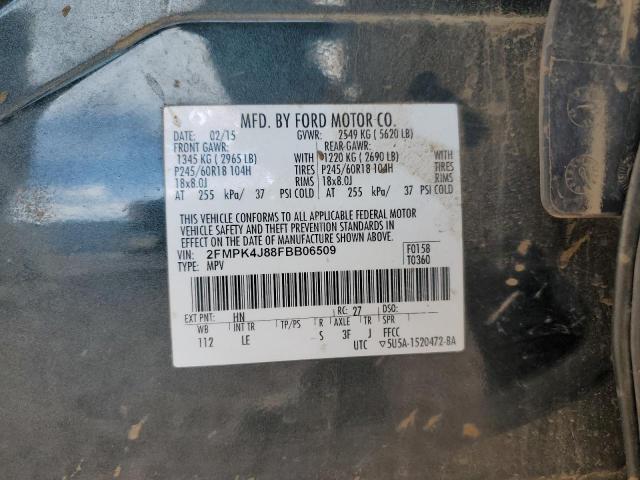 MFD. BY FORD MOTOR CO.
DATE: 02/15 GVWR: 2549 KG ( 5620 LB)
FRONT GAWR: REAR GAWR:
1345 KG ( 2965 LB) WITH 1220 KG ( 2690 LB) WITH
P245/60R18 104H TIRES P245/60R18 104H TIRES
18x8.0J RIMS 18x8.0J RIMS
AT 255 kPa/ 37 PSI COLD AT 255 kPa/ 37 PSI COLD
THIS VEHICLE CONFORMS TO ALL APPLICABLE FEDERAL MOTOR
VEHICLE SAFETY AND THEFT PREVENTION STANDARDS IN
EFFECT ON THE DATE OF MANUFACTURE SHOWN ABOVE.
VIN: 2FMPK4J88FBB06509 F0158
TYPE: MPV T0360
EXT PNT: HN RC: 27 DSO:
WB INT TR TP/PS R AXLE TR SPR
112 LE S 3F J FFCC
UTC ▽5U5A-1520472-BA